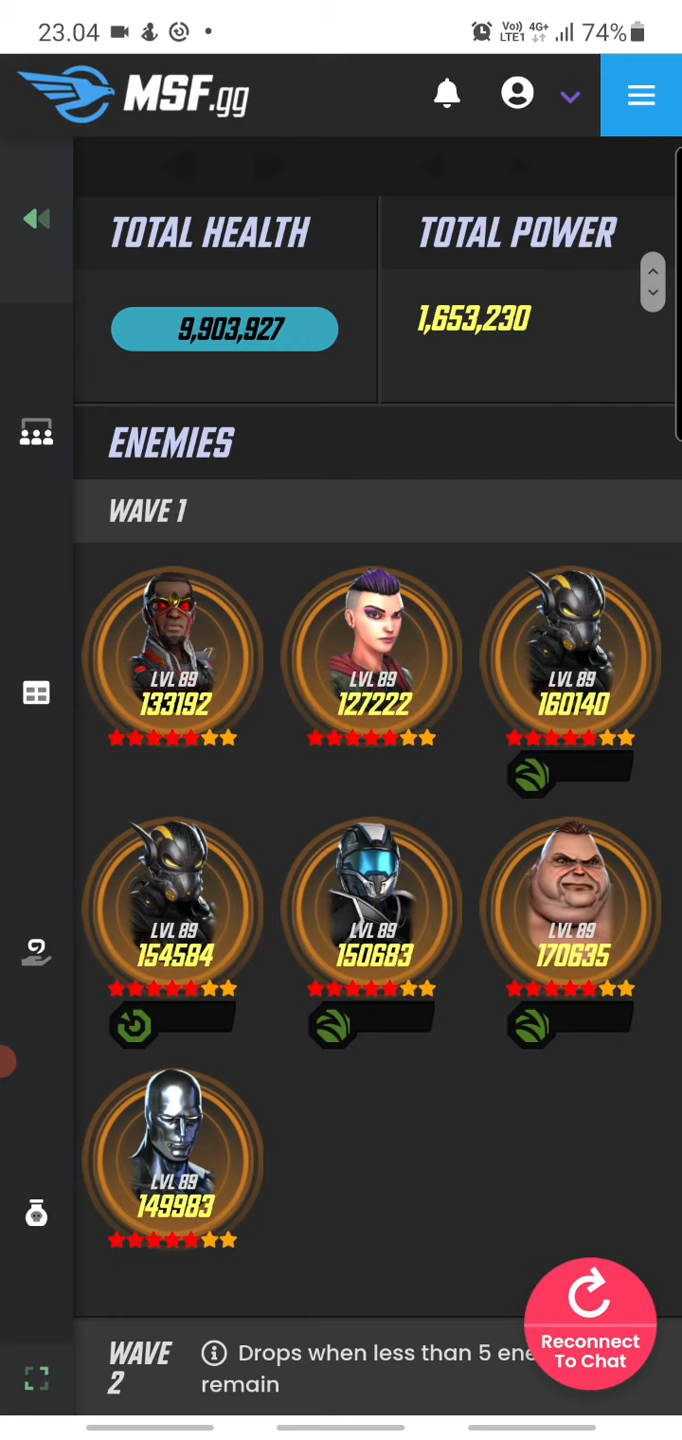 23.04 Vo) LTE1 4G+ 74%
MSF.gg
TOTAL HEALTH TOTAL POWER
9,903,927 1,653,230
ENEMIES
WAVE 1
LVL 89 LVL 89 LVL 89
133192 127222 160140
LVL 89 LVL 89 LVL 89
154584 150683 170635
LVL 89
149983
Reconnect
To Chat
WAVE 2 Drops when less than 5 ene
remain